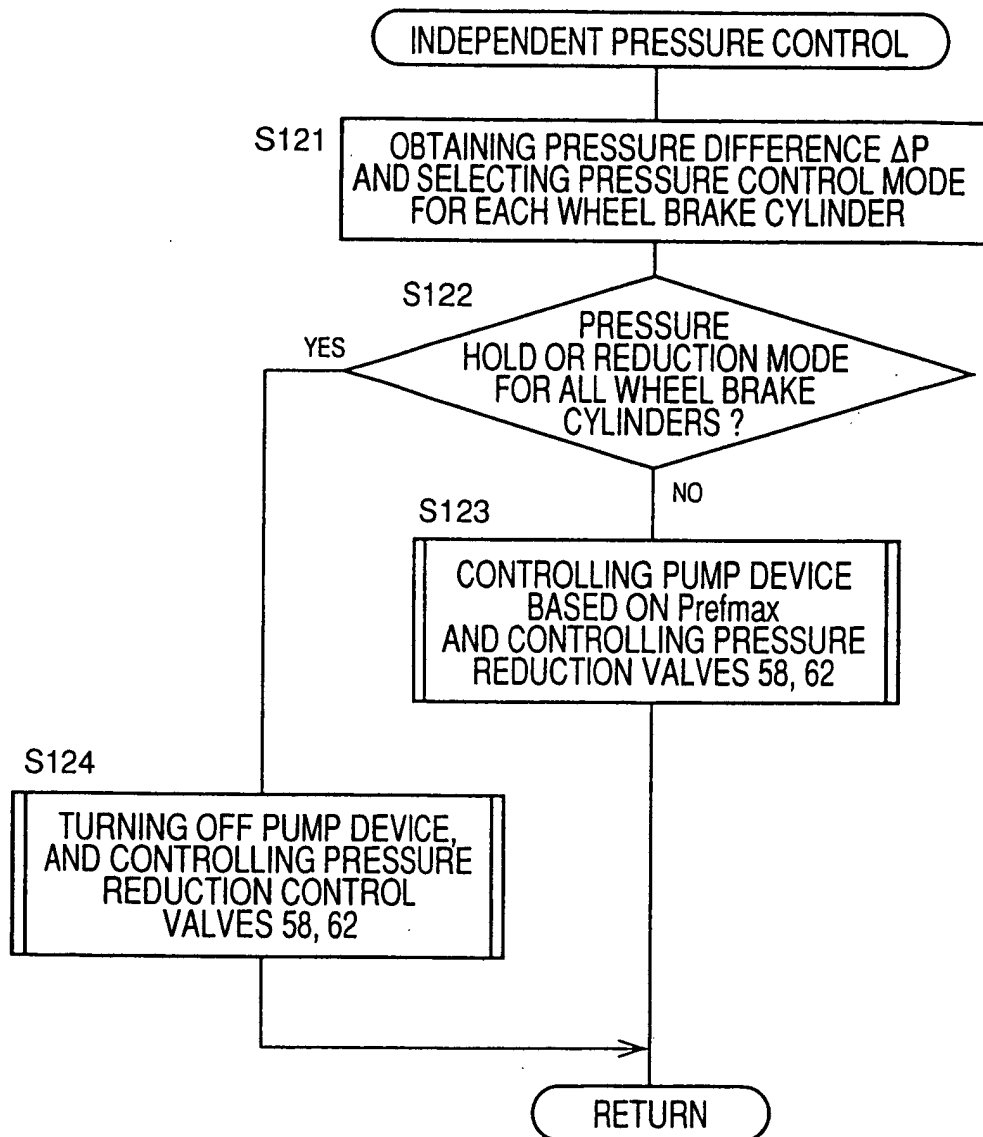 INDEPENDENT PRESSURE CONTROL
S121
OBTAINING PRESSURE DIFFERENCE ΔP
AND SELECTING PRESSURE CONTROL MODE
FOR EACH WHEEL BRAKE CYLINDER
S122
PRESSURE
HOLD OR REDUCTION MODE
FOR ALL WHEEL BRAKE
CYLINDERS ?
YES
NO
S123
CONTROLLING PUMP DEVICE
BASED ON Prefmax
AND CONTROLLING PRESSURE
REDUCTION VALVES 58, 62
S124
TURNING OFF PUMP DEVICE,
AND CONTROLLING PRESSURE
REDUCTION CONTROL
VALVES 58, 62
RETURN